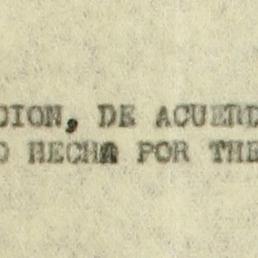 CION, DE ACUERD
O HECHA POR THE